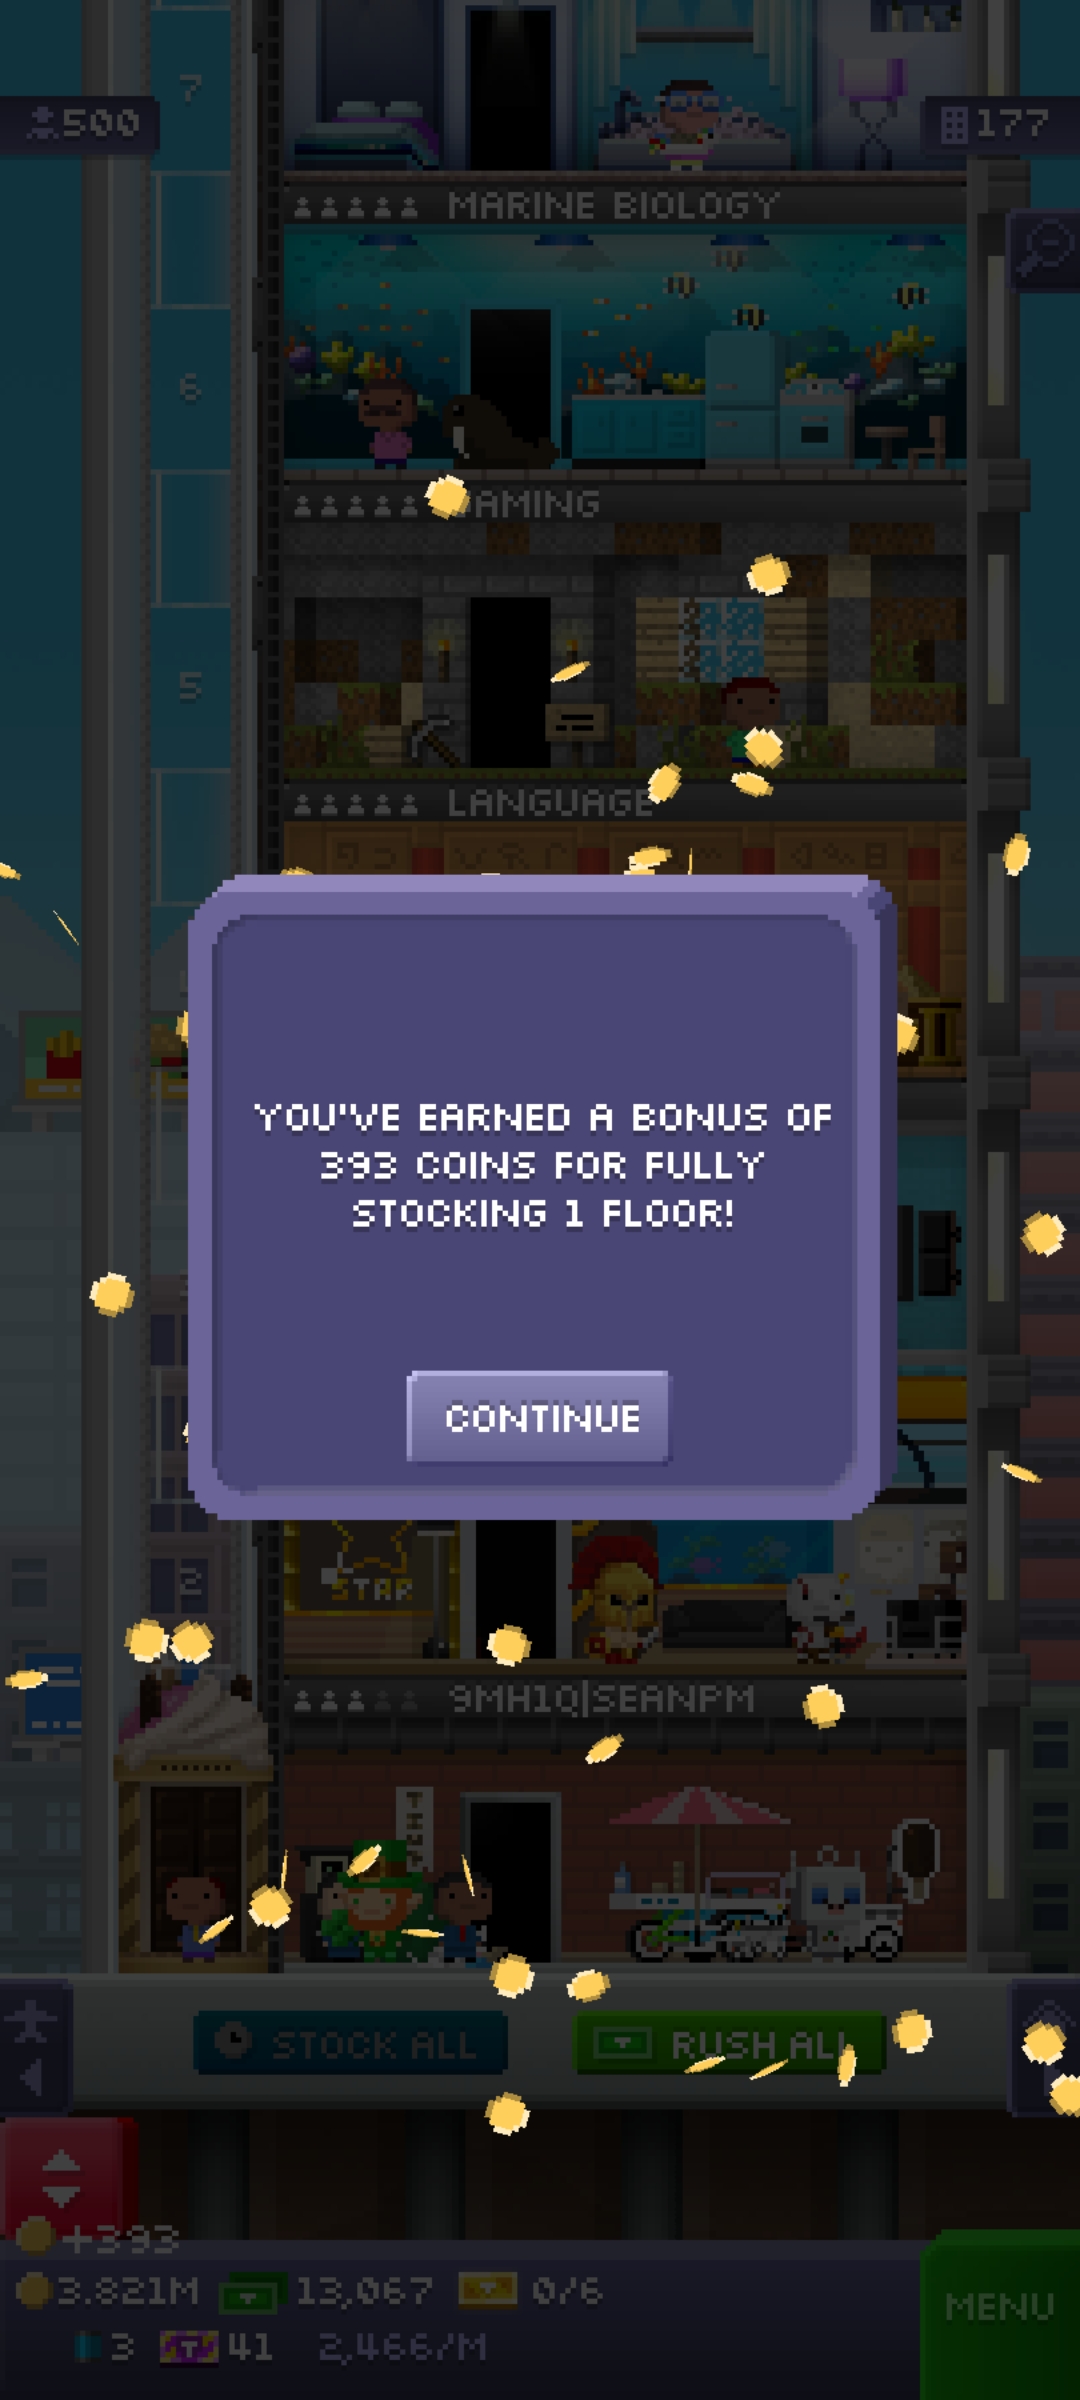 7
500
177
MARINE BIOLOGY
6
AMING
5
LANGUAGE
YOU'VE EARNED A BONUS OF
393 COINS FOR FULLY
STOCKING 1 FLOOR!
CONTINUE
2
STAR
9MH1Q|SEANPM
STOCK ALL
RUSH ALL
+393
3.821M
13,067
0/6
MENU
3
41
2,466/M